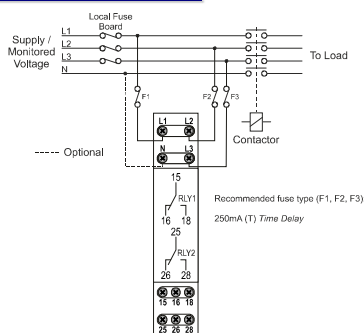 Local Fuse
Board
Supply /
Monitored
Voltage
L1
L2
L3
N
To Load
F1
F2
F3
Contactor
L1 L2
N L3
Optional
15
RLY1
16 18
25
RLY2
26 28
Recommended fuse type (F1, F2, F3)
250mA (T) Time Delay
15 16 18
25 26 28